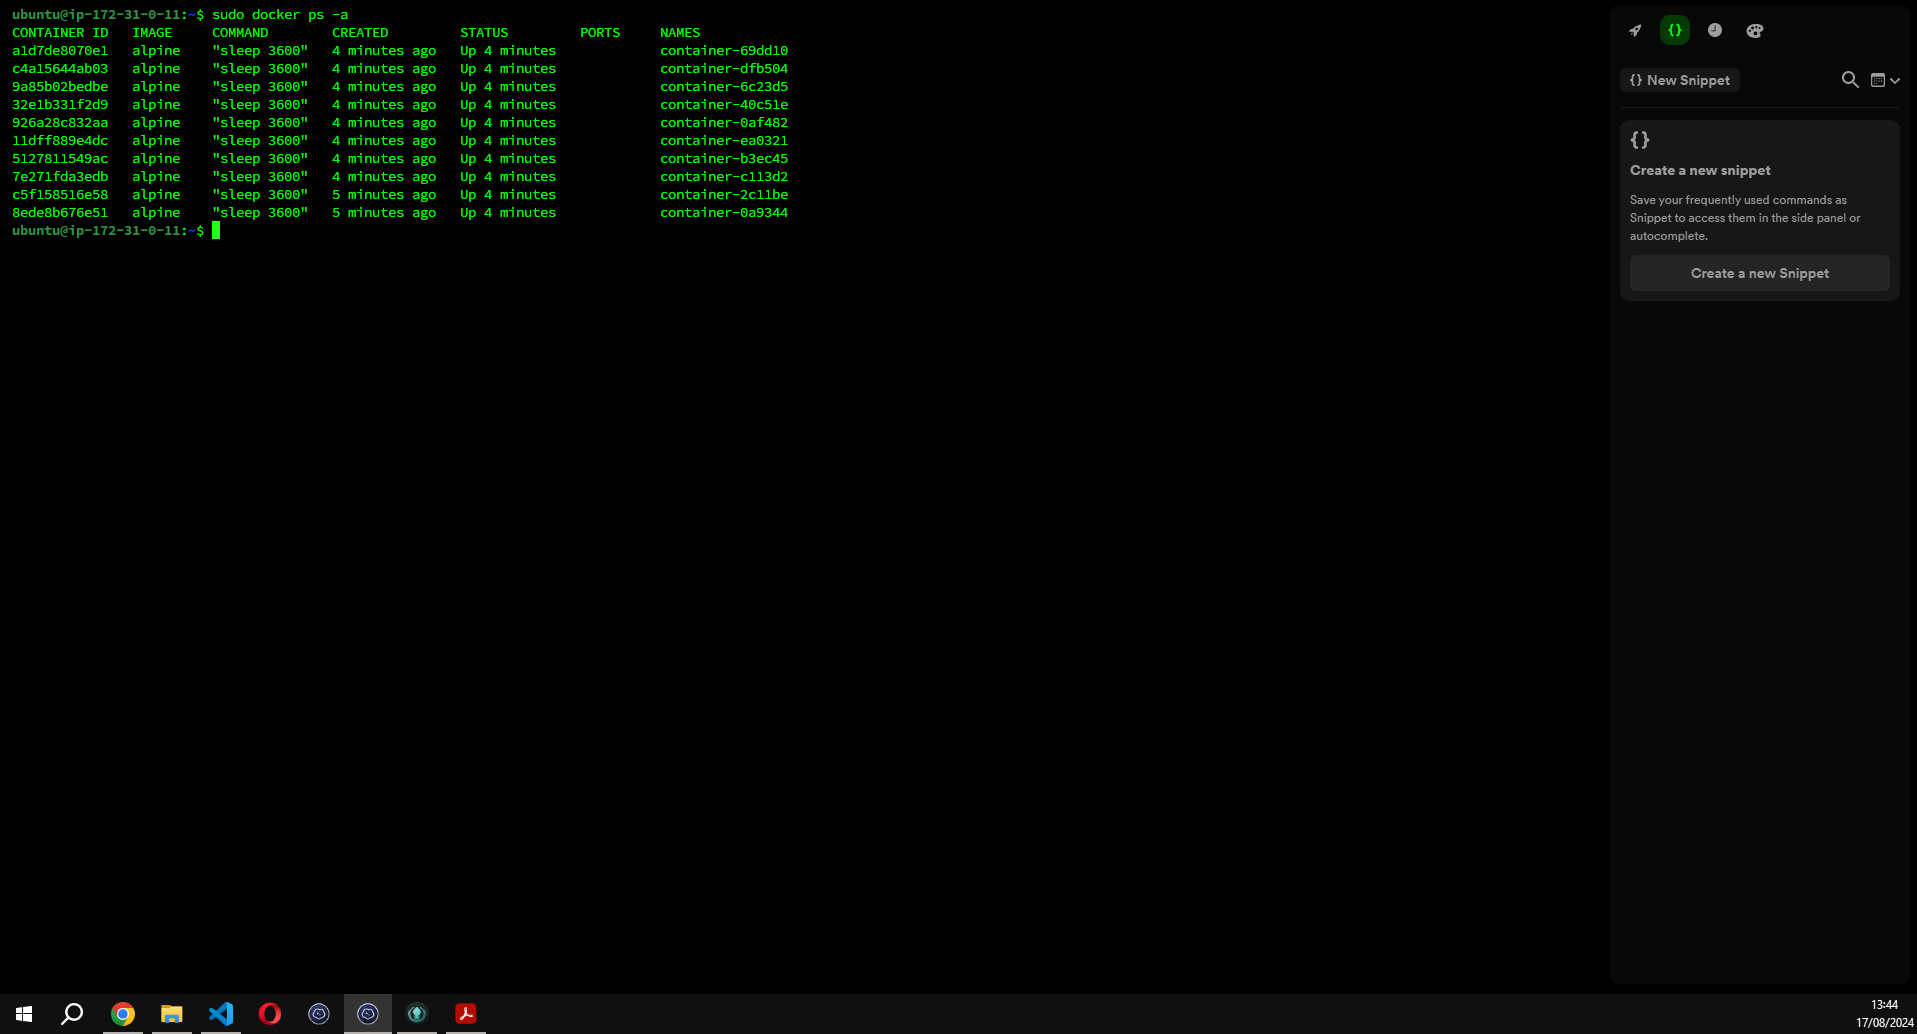 ubuntu@ip-172-31-0-11:~$ sudo docker ps -a
CONTAINER ID   IMAGE     COMMAND        CREATED         STATUS         PORTS     NAMES
a1d7de8070e1   alpine    "sleep 3600"   4 minutes ago   Up 4 minutes             container-69dd10
c4a15644ab03   alpine    "sleep 3600"   4 minutes ago   Up 4 minutes             container-dfb504
9a85b02bedbe   alpine    "sleep 3600"   4 minutes ago   Up 4 minutes             container-6c23d5
32e1b331f2d9   alpine    "sleep 3600"   4 minutes ago   Up 4 minutes             container-40c51e
926a28c832aa   alpine    "sleep 3600"   4 minutes ago   Up 4 minutes             container-0af482
11dff889e4dc   alpine    "sleep 3600"   4 minutes ago   Up 4 minutes             container-ea0321
5127811549ac   alpine    "sleep 3600"   4 minutes ago   Up 4 minutes             container-b3ec45
7e271fda3edb   alpine    "sleep 3600"   4 minutes ago   Up 4 minutes             container-c113d2
c5f158516e58   alpine    "sleep 3600"   5 minutes ago   Up 4 minutes             container-2c11be
8ede8b676e51   alpine    "sleep 3600"   5 minutes ago   Up 4 minutes             container-0a9344
ubuntu@ip-172-31-0-11:~$
{} New Snippet
{}
Create a new snippet
Save your frequently used commands as
Snippet to access them in the side panel or
autocomplete.
Create a new Snippet
13:44
17/08/2024